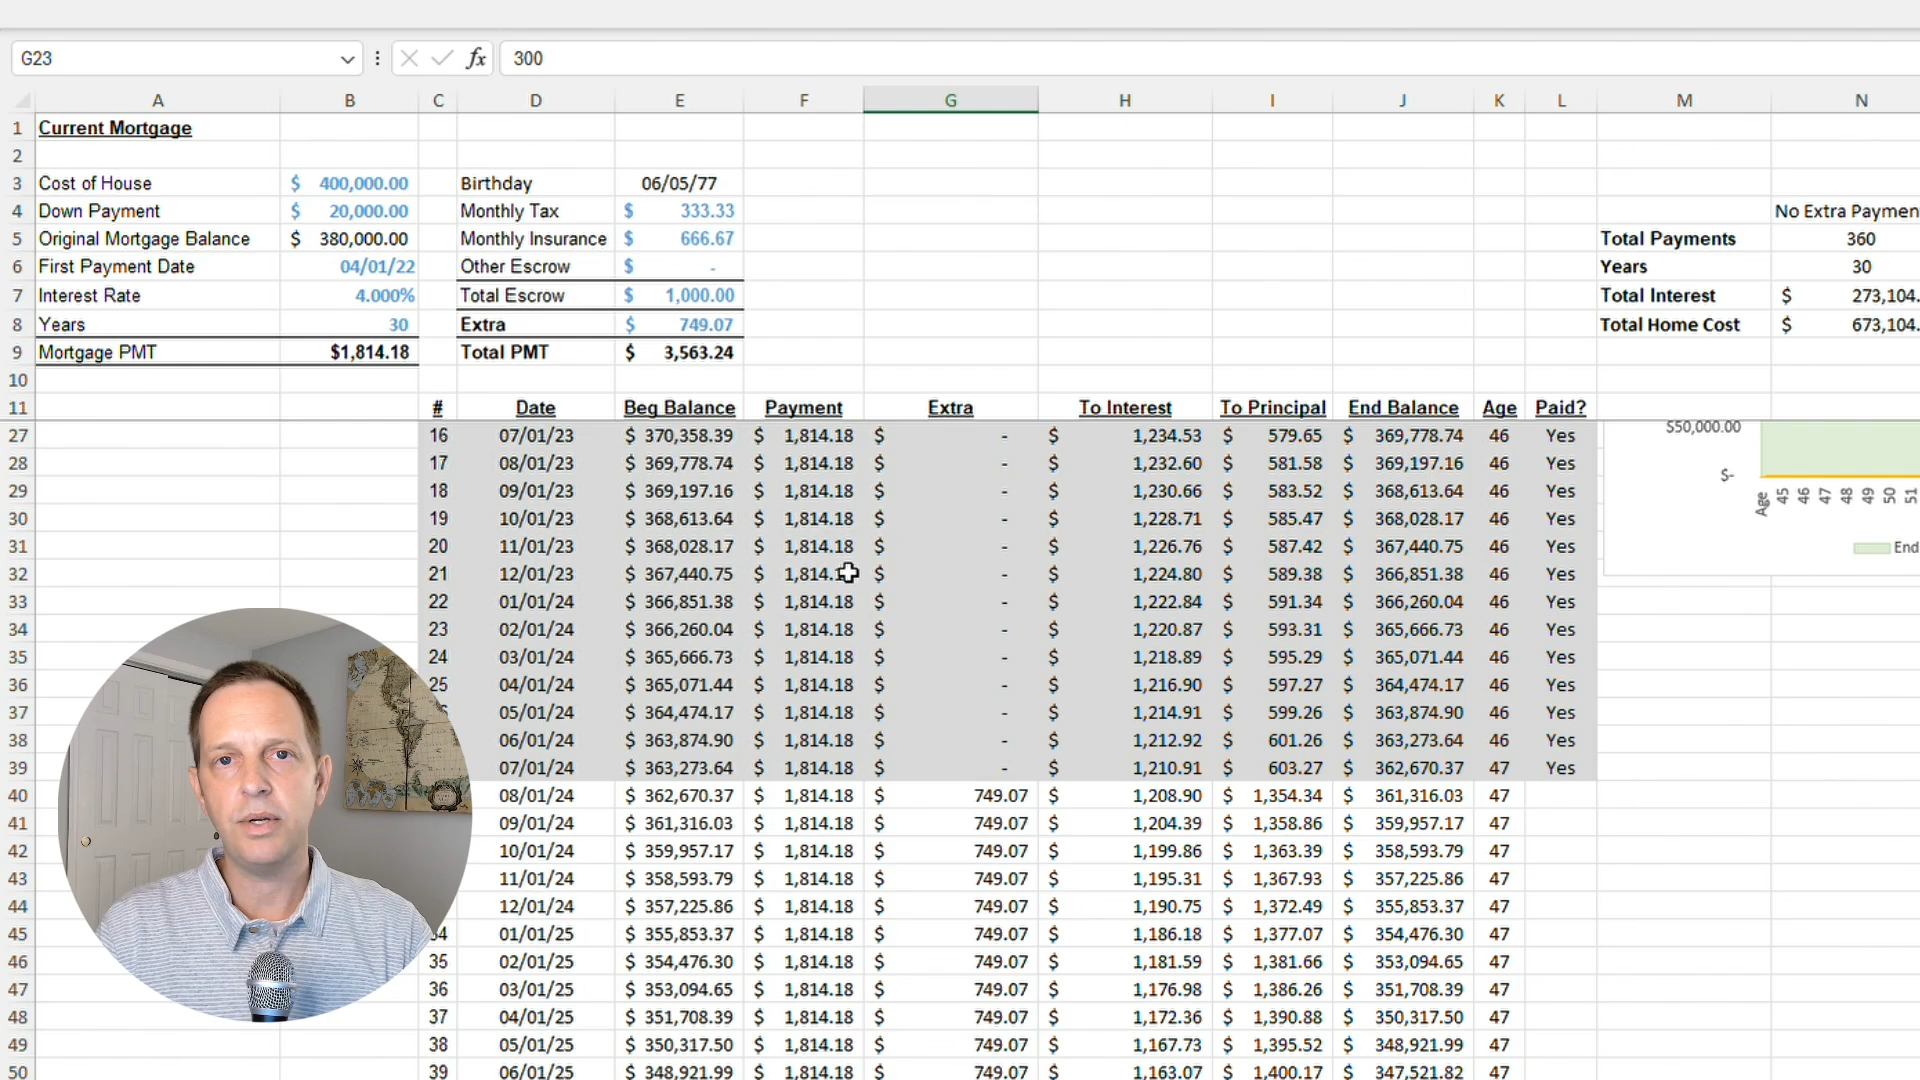 G23 fx 300
A B C D E F G H I J K L M N
1 Current Mortgage
2
3 Cost of House $ 400,000.00 Birthday 06/05/77
4 Down Payment $ 20,000.00 Monthly Tax $ 333.33 No Extra Paymen
5 Original Mortgage Balance $ 380,000.00 Monthly Insurance $ 666.67 Total Payments 360
6 First Payment Date 04/01/22 Other Escrow $ - Years 30
7 Interest Rate 4.000% Total Escrow $ 1,000.00 Total Interest $ 273,104.
8 Years 30 Extra $ 749.07 Total Home Cost $ 673,104.
9 Mortgage PMT $1,814.18 Total PMT $ 3,563.24
10
11 # Date Beg Balance Payment Extra To Interest To Principal End Balance Age Paid?
27 16 07/01/23 $ 370,358.39 $ 1,814.18 $ - $ 1,234.53 $ 579.65 $ 369,778.74 46 Yes $50,000.00
28 17 08/01/23 $ 369,778.74 $ 1,814.18 $ - $ 1,232.60 $ 581.58 $ 369,197.16 46 Yes $-
29 18 09/01/23 $ 369,197.16 $ 1,814.18 $ - $ 1,230.66 $ 583.52 $ 368,613.64 46 Yes Age 45 46 47 48 49 50 51
30 19 10/01/23 $ 368,613.64 $ 1,814.18 $ - $ 1,228.71 $ 585.47 $ 368,028.17 46 Yes
31 20 11/01/23 $ 368,028.17 $ 1,814.18 $ - $ 1,226.76 $ 587.42 $ 367,440.75 46 Yes End
32 21 12/01/23 $ 367,440.75 $ 1,814. $ - $ 1,224.80 $ 589.38 $ 366,851.38 46 Yes
33 22 01/01/24 $ 366,851.38 $ 1,814.18 $ - $ 1,222.84 $ 591.34 $ 366,260.04 46 Yes
34 23 02/01/24 $ 366,260.04 $ 1,814.18 $ - $ 1,220.87 $ 593.31 $ 365,666.73 46 Yes
35 24 03/01/24 $ 365,666.73 $ 1,814.18 $ - $ 1,218.89 $ 595.29 $ 365,071.44 46 Yes
36 25 04/01/24 $ 365,071.44 $ 1,814.18 $ - $ 1,216.90 $ 597.27 $ 364,474.17 46 Yes
37 05/01/24 $ 364,474.17 $ 1,814.18 $ - $ 1,214.91 $ 599.26 $ 363,874.90 46 Yes
38 06/01/24 $ 363,874.90 $ 1,814.18 $ - $ 1,212.92 $ 601.26 $ 363,273.64 46 Yes
39 07/01/24 $ 363,273.64 $ 1,814.18 $ - $ 1,210.91 $ 603.27 $ 362,670.37 47 Yes
40 08/01/24 $ 362,670.37 $ 1,814.18 $ 749.07 $ 1,208.90 $ 1,354.34 $ 361,316.03 47
41 09/01/24 $ 361,316.03 $ 1,814.18 $ 749.07 $ 1,204.39 $ 1,358.86 $ 359,957.17 47
42 10/01/24 $ 359,957.17 $ 1,814.18 $ 749.07 $ 1,199.86 $ 1,363.39 $ 358,593.79 47
43 11/01/24 $ 358,593.79 $ 1,814.18 $ 749.07 $ 1,195.31 $ 1,367.93 $ 357,225.86 47
44 12/01/24 $ 357,225.86 $ 1,814.18 $ 749.07 $ 1,190.75 $ 1,372.49 $ 355,853.37 47
45 01/01/25 $ 355,853.37 $ 1,814.18 $ 749.07 $ 1,186.18 $ 1,377.07 $ 354,476.30 47
46 35 02/01/25 $ 354,476.30 $ 1,814.18 $ 749.07 $ 1,181.59 $ 1,381.66 $ 353,094.65 47
47 36 03/01/25 $ 353,094.65 $ 1,814.18 $ 749.07 $ 1,176.98 $ 1,386.26 $ 351,708.39 47
48 37 04/01/25 $ 351,708.39 $ 1,814.18 $ 749.07 $ 1,172.36 $ 1,390.88 $ 350,317.50 47
49 38 05/01/25 $ 350,317.50 $ 1,814.18 $ 749.07 $ 1,167.73 $ 1,395.52 $ 348,921.99 47
50 39 06/01/25 $ 348,921.99 $ 1,814.18 $ 749.07 $ 1,163.07 $ 1,400.17 $ 347,521.82 47